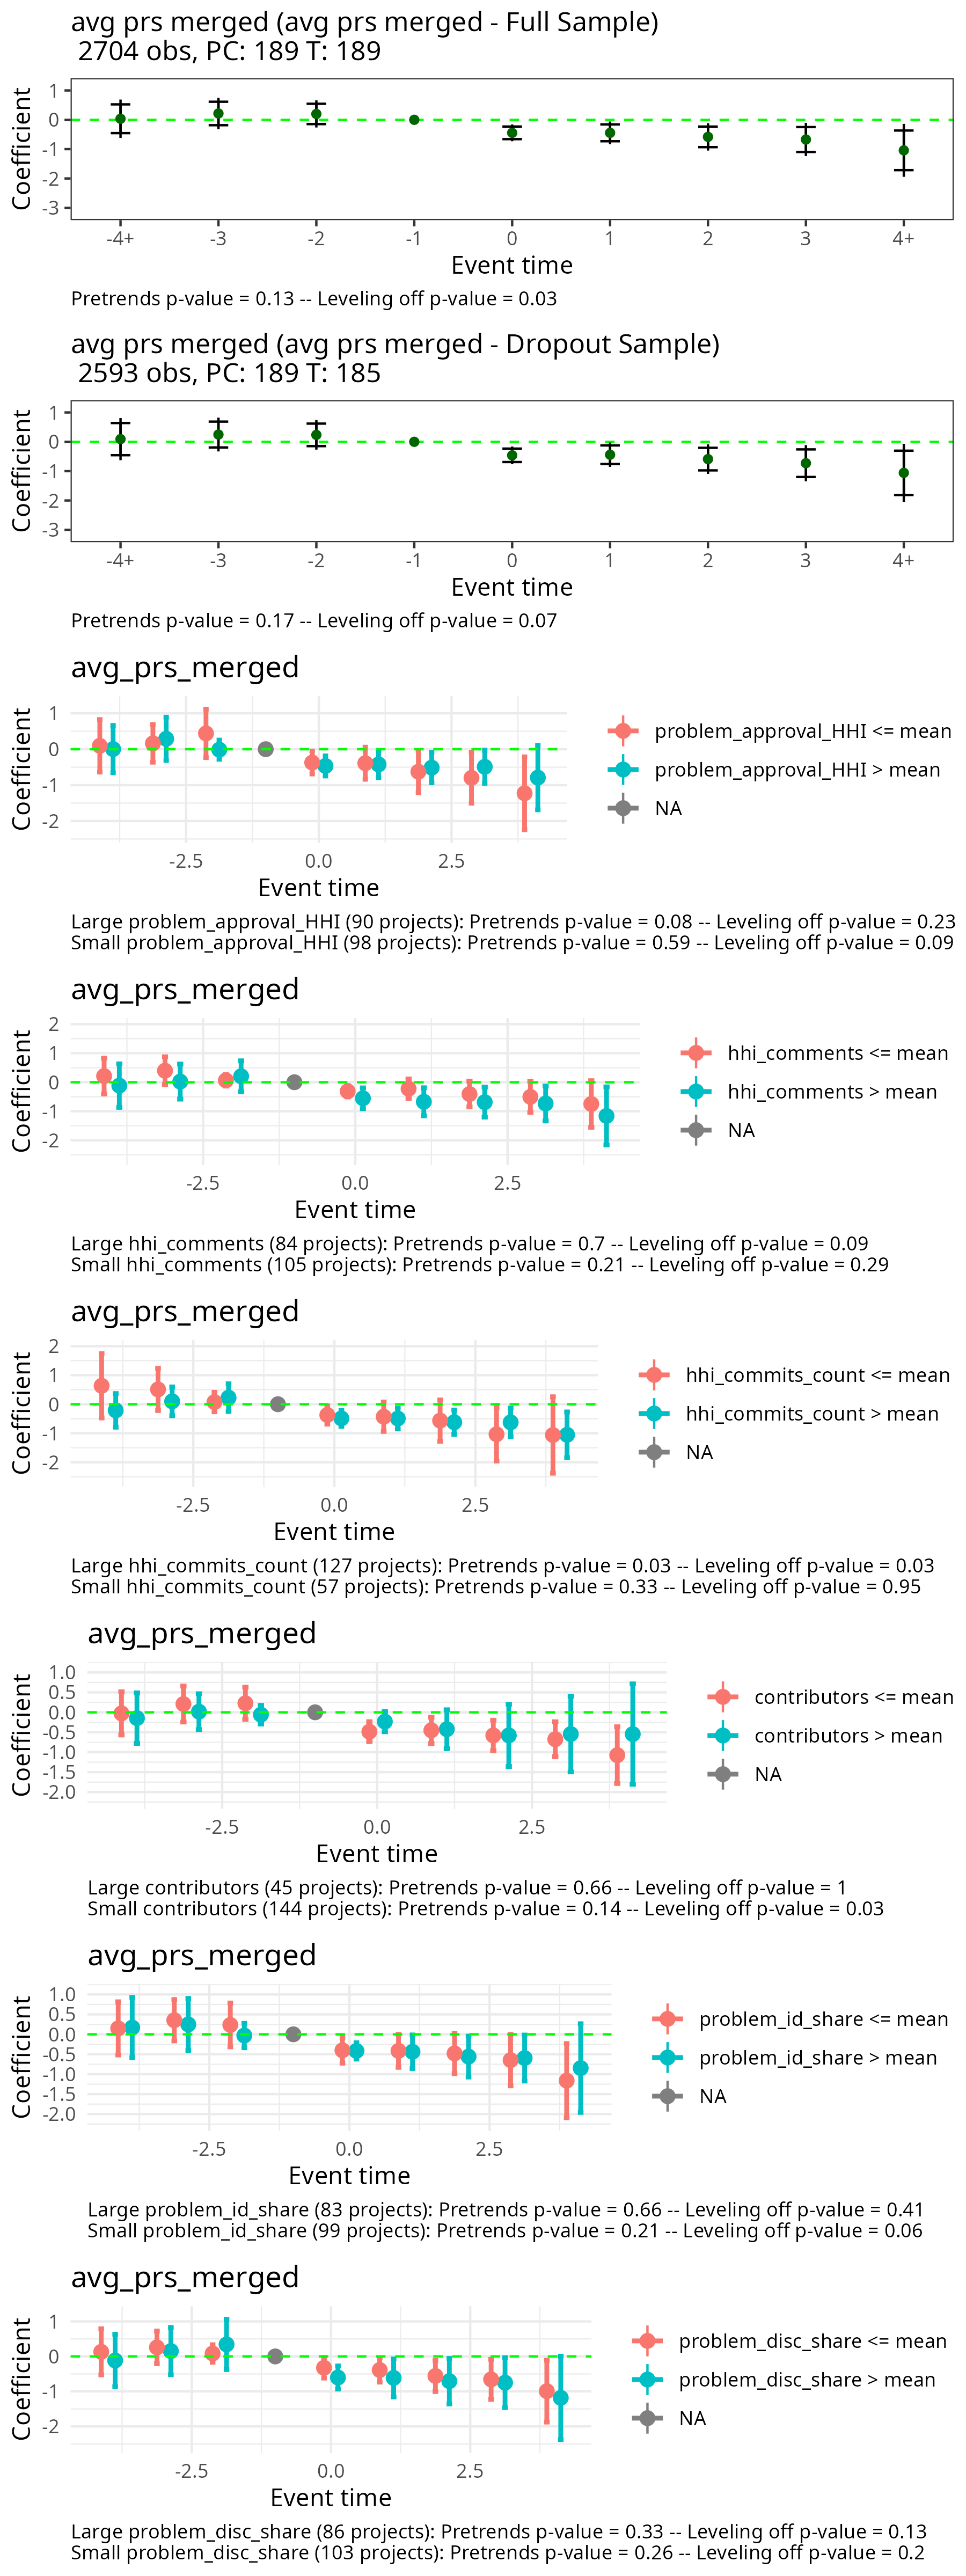 avg prs merged (avg prs merged - Full Sample)
2704 obs, PC: 189 T: 189
Coefficient
1
0
-1
-2
-3
-4+ -3 -2 -1 0 1 2 3 4+
Event time
Pretrends p-value = 0.13 -- Leveling off p-value = 0.03
avg prs merged (avg prs merged - Dropout Sample)
2593 obs, PC: 189 T: 185
Coefficient
1
0
-1
-2
-3
-4+ -3 -2 -1 0 1 2 3 4+
Event time
Pretrends p-value = 0.17 -- Leveling off p-value = 0.07
avg_prs_merged
Coefficient
1
0
-1
-2
-2.5 0.0 2.5
Event time
problem_approval_HHI <= mean
problem_approval_HHI > mean
NA
Large problem_approval_HHI (90 projects): Pretrends p-value = 0.08 -- Leveling off p-value = 0.23
Small problem_approval_HHI (98 projects): Pretrends p-value = 0.59 -- Leveling off p-value = 0.09
avg_prs_merged
Coefficient
2
1
0
-1
-2
-2.5 0.0 2.5
Event time
hhi_comments <= mean
hhi_comments > mean
NA
Large hhi_comments (84 projects): Pretrends p-value = 0.7 -- Leveling off p-value = 0.09
Small hhi_comments (105 projects): Pretrends p-value = 0.21 -- Leveling off p-value = 0.29
avg_prs_merged
Coefficient
2
1
0
-1
-2
-2.5 0.0 2.5
Event time
hhi_commits_count <= mean
hhi_commits_count > mean
NA
Large hhi_commits_count (127 projects): Pretrends p-value = 0.03 -- Leveling off p-value = 0.03
Small hhi_commits_count (57 projects): Pretrends p-value = 0.33 -- Leveling off p-value = 0.95
avg_prs_merged
Coefficient
1.0
0.5
0.0
-0.5
-1.0
-1.5
-2.0
-2.5 0.0 2.5
Event time
contributors <= mean
contributors > mean
NA
Large contributors (45 projects): Pretrends p-value = 0.66 -- Leveling off p-value = 1
Small contributors (144 projects): Pretrends p-value = 0.14 -- Leveling off p-value = 0.03
avg_prs_merged
Coefficient
1.0
0.5
0.0
-0.5
-1.0
-1.5
-2.0
-2.5 0.0 2.5
Event time
problem_id_share <= mean
problem_id_share > mean
NA
Large problem_id_share (83 projects): Pretrends p-value = 0.66 -- Leveling off p-value = 0.41
Small problem_id_share (99 projects): Pretrends p-value = 0.21 -- Leveling off p-value = 0.06
avg_prs_merged
Coefficient
1
0
-1
-2
-2.5 0.0 2.5
Event time
problem_disc_share <= mean
problem_disc_share > mean
NA
Large problem_disc_share (86 projects): Pretrends p-value = 0.33 -- Leveling off p-value = 0.13
Small problem_disc_share (103 projects): Pretrends p-value = 0.26 -- Leveling off p-value = 0.2